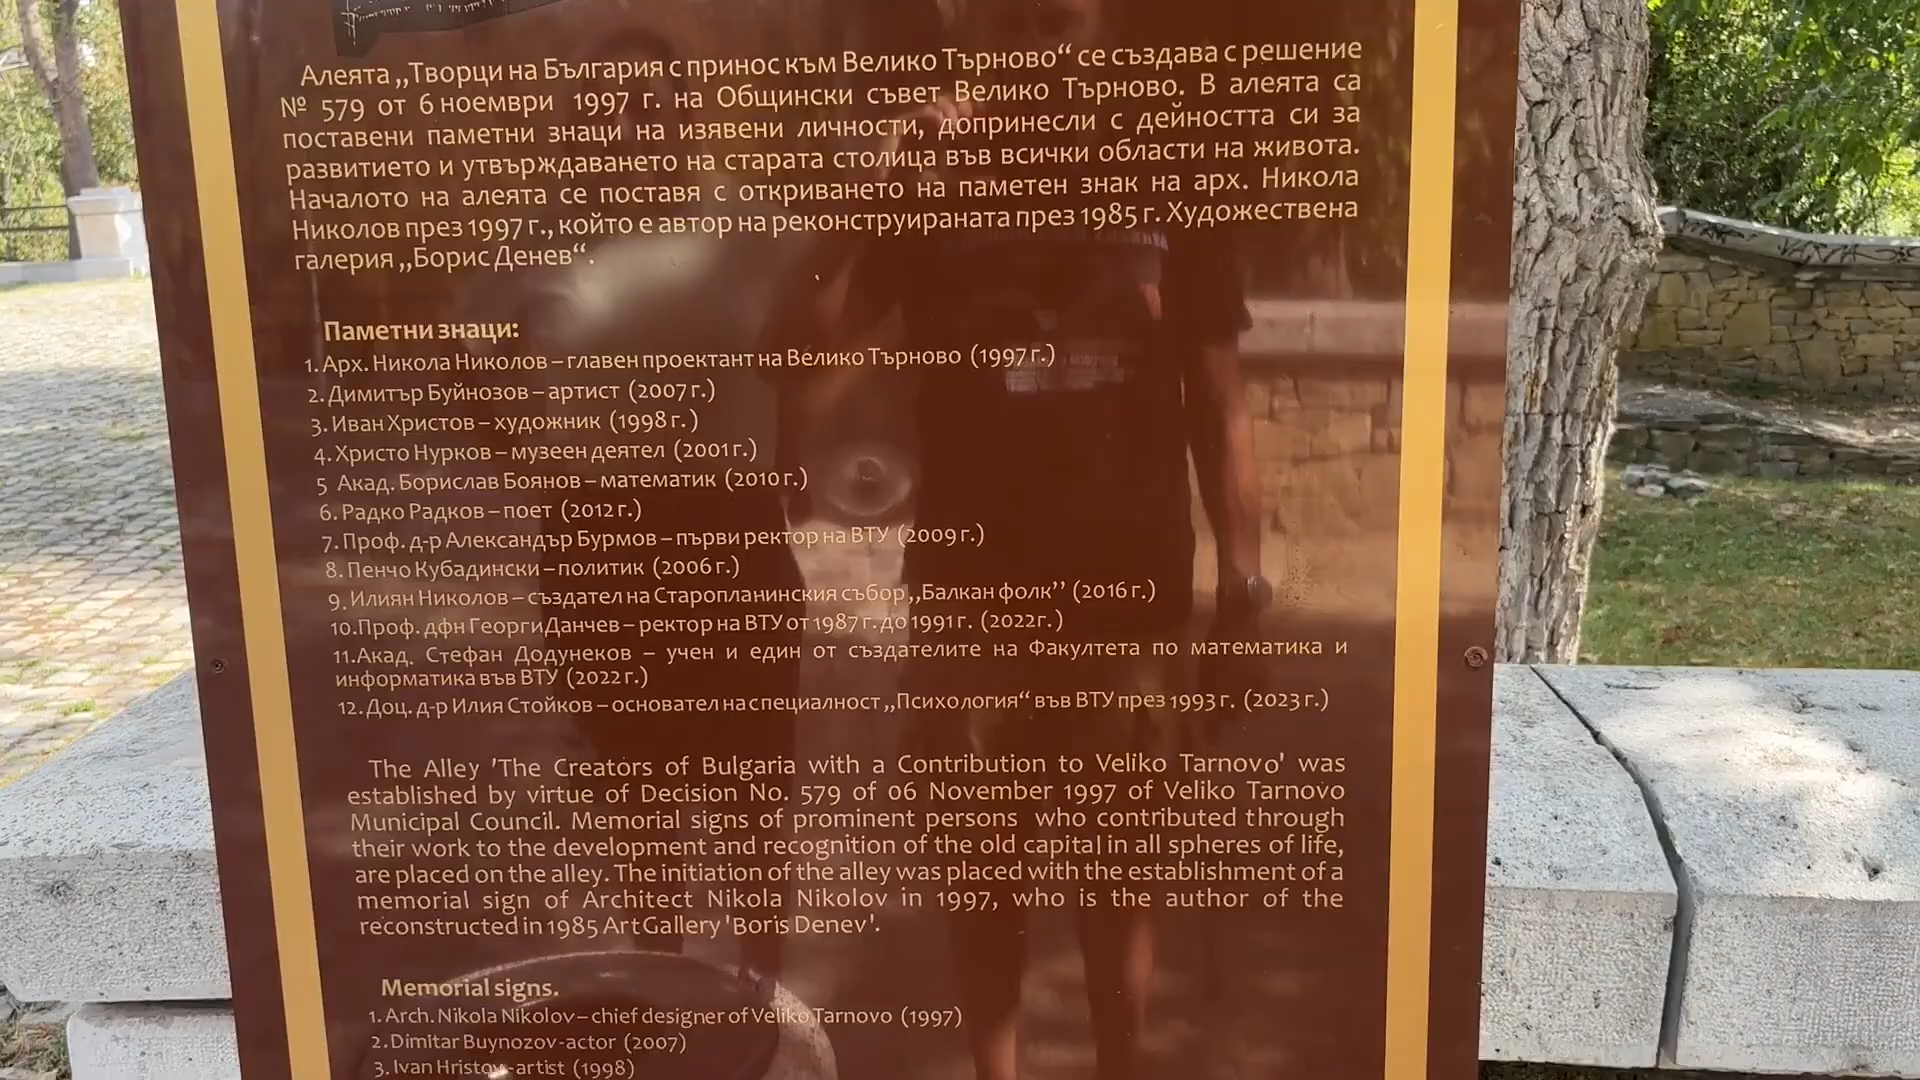 Алеята „Творци на България с принос към Велико Търново“ се създава с решение
№ 579 от 6 ноември 1997 г. на Общински съвет Велико Търново. В алеята са
поставени паметни знаци на изявени личности, допринесли с дейността си за
развитието и утвърждаването на старата столица във всички области на живота.
Началото на алеята се поставя с откриването на паметен знак на арх. Никола
Николов през 1997 г., който е автор на реконструираната през 1985 г. Художествена
галерия „Борис Денев“.
Паметни знаци:
1. Арх. Никола Николов – главен проектант на Велико Търново (1997 г.)
2. Димитър Буйнозов – артист (2007 г.)
3. Иван Христов – художник (1998 г.)
4. Христо Нурков – музеен деятел (2001 г.)
5 Акад. Борислав Боянов – математик (2010 г.)
6. Радко Радков – поет (2012 г.)
7. Проф. д-р Александър Бурмов – първи ректор на ВТУ (2009 г.)
8. Пенчо Кубадински – политик (2006 г.)
9. Илиян Николов – създател на Старопланинския събор „Балкан фолк’’ (2016 г.)
10. Проф. дфн Георги Данчев – ректор на ВТУ от 1987 г. до 1991 г. (2022г.)
11. Акад. Стефан Додунеков – учен и един от създателите на Факултета по математика и
информатика във ВТУ (2022 г.)
12. Доц. д-р Илия Стойков – основател на специалност „Психология“ във ВТУ през 1993 г. (2023 г.)
The Alley 'The Creators of Bulgaria with a Contribution to Veliko Tarnovo' was
established by virtue of Decision No. 579 of 06 November 1997 of Veliko Tarnovo
Municipal Council. Memorial signs of prominent persons who contributed through
their work to the development and recognition of the old capital in all spheres of life,
are placed on the alley. The initiation of the alley was placed with the establishment of a
memorial sign of Architect Nikola Nikolov in 1997, who is the author of the
reconstructed in 1985 Art Gallery 'Boris Denev'.
Memorial signs.
1. Arch. Nikola Nikolov – chief designer of Veliko Tarnovo (1997)
2. Dimitar Buynozov-actor (2007)
3. Ivan Hristov-artist (1998)